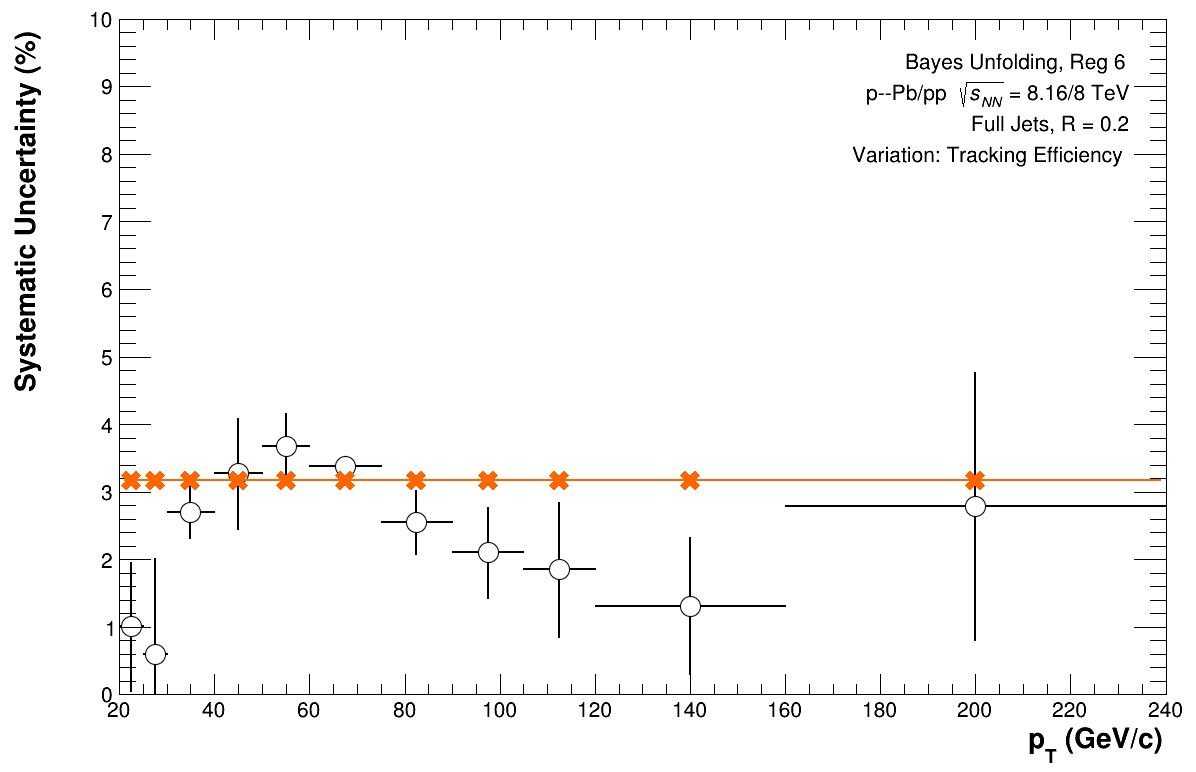 Systematic Uncertainty (%)
10
9
8
7
6
5
4
3
2
1
0
Bayes Unfolding, Reg 6
p--Pb/pp √s_NN = 8.16/8 TeV
Full Jets, R = 0.2
Variation: Tracking Efficiency
20 40 60 80 100 120 140 160 180 200 220 240
p_T (GeV/c)